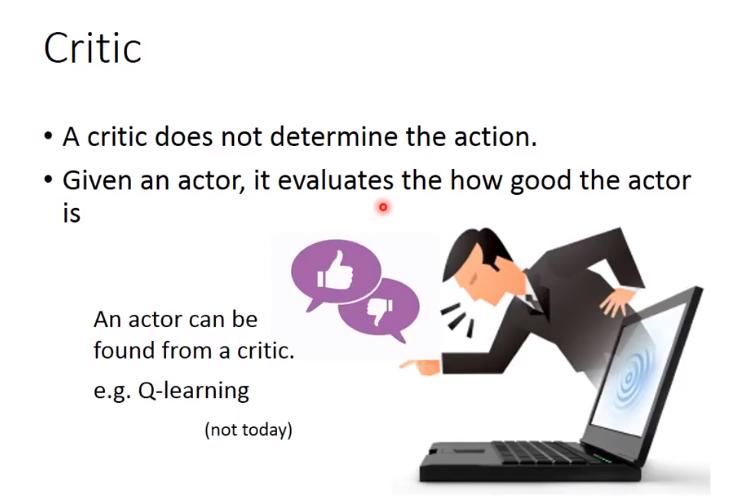 Critic
• A critic does not determine the action.
• Given an actor, it evaluates the how good the actor
is
An actor can be
found from a critic.
e.g. Q-learning
(not today)